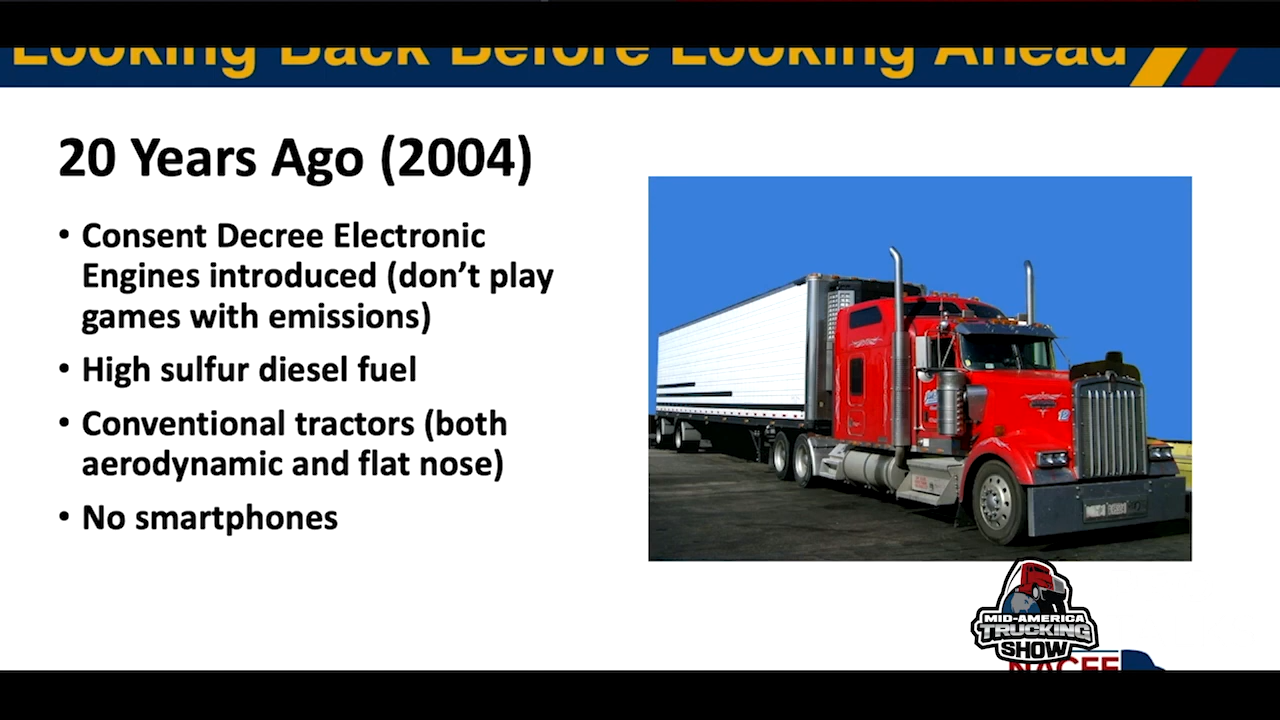 Looking Back Before Looking Ahead
20 Years Ago (2004)
• Consent Decree Electronic
Engines introduced (don’t play
games with emissions)
• High sulfur diesel fuel
• Conventional tractors (both
aerodynamic and flat nose)
• No smartphones
MID-AMERICA
TRUCKING
SHOW
NACFE